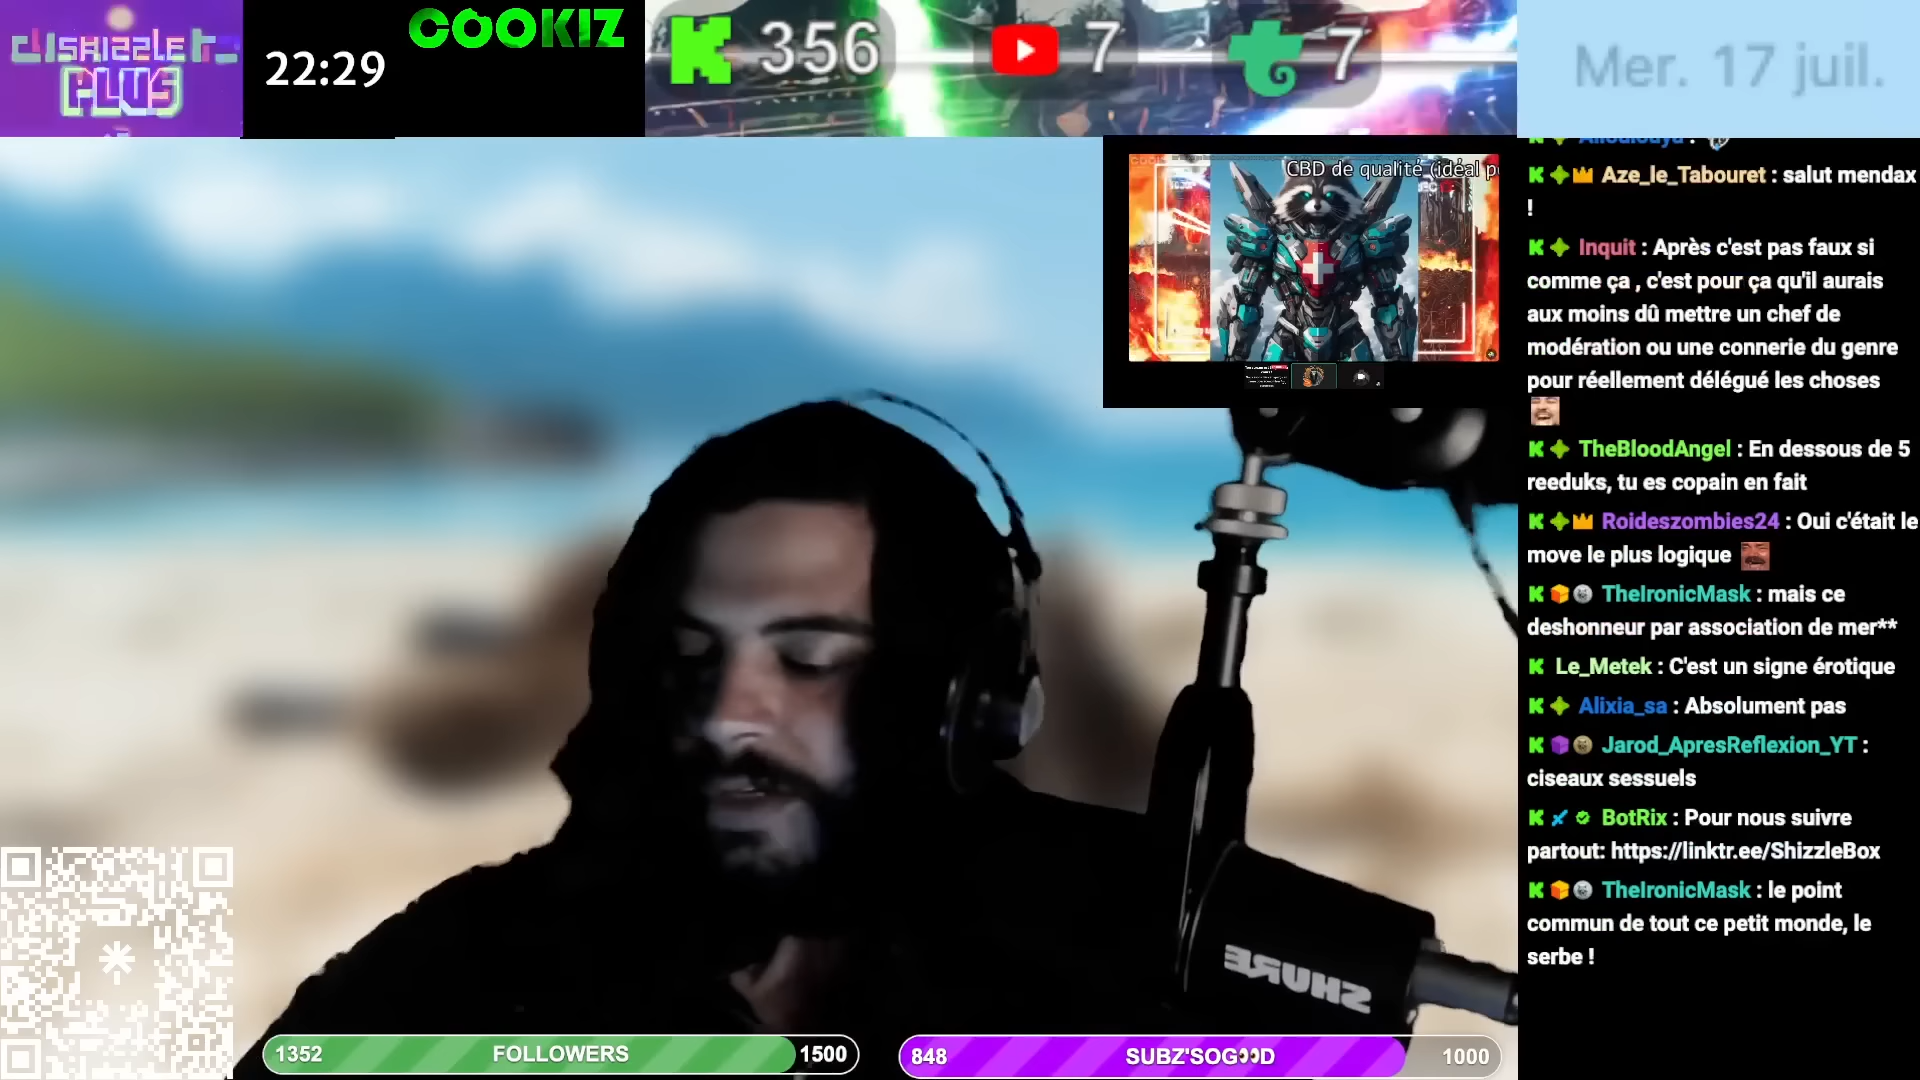 PLUS
22:29
COOKIZ
356
7
7
Mer. 17 juil.
CBD de qualité (idéal p
Aze_le_Tabouret : salut mendax
!
Inquit : Après c'est pas faux si
comme ça , c'est pour ça qu'il aurais
aux moins dû mettre un chef de
modération ou une connerie du genre
pour réellement délégué les choses
TheBloodAngel : En dessous de 5
reeduks, tu es copain en fait
Roideszombies24 : Oui c'était le
move le plus logique
TheIronicMask : mais ce
deshonneur par association de mer**
Le_Metek : C'est un signe érotique
Alixia_sa : Absolument pas
Jarod_ApresReflexion_YT :
ciseaux sessuels
BotRix : Pour nous suivre
partout: https://linktr.ee/ShizzleBox
TheIronicMask : le point
commun de tout ce petit monde, le
serbe !
SHURE
1352 FOLLOWERS 1500
848 SUBZ'SOG👀D 1000